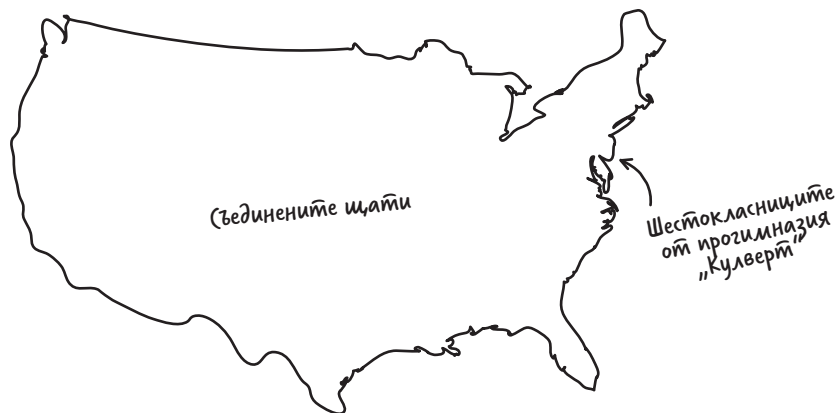 Съединените щати
Шестокласниците
от прогимназия
„Кулверт“